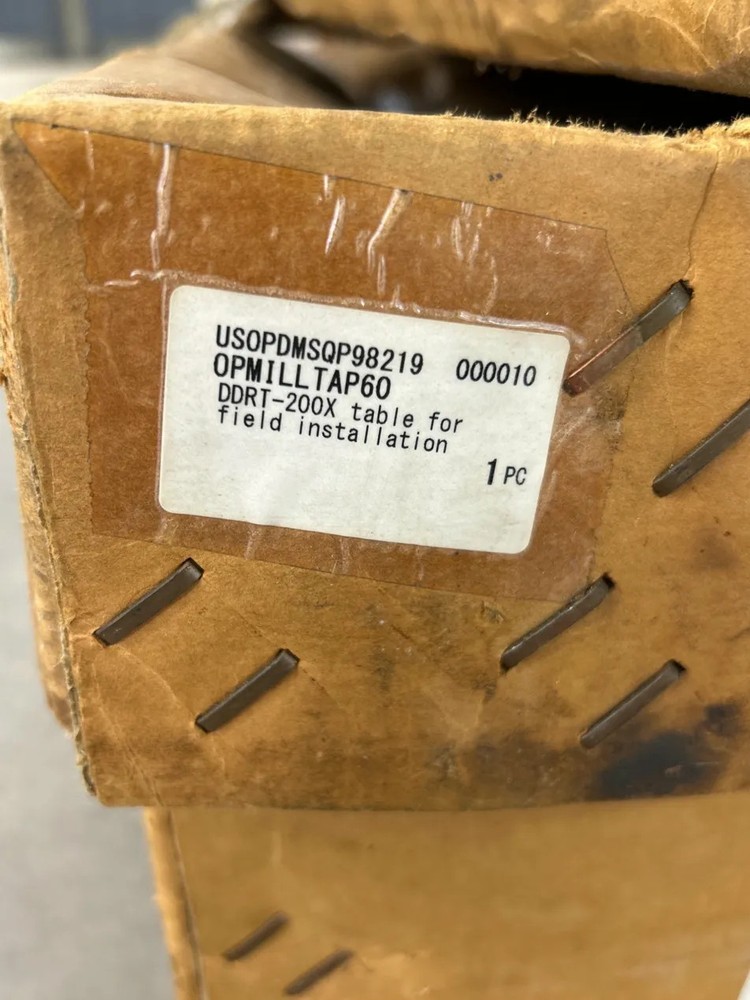 USOPDMSQP98219 000010
OPMILLTAP60
DDRT-200X table for
field installation
1 PC